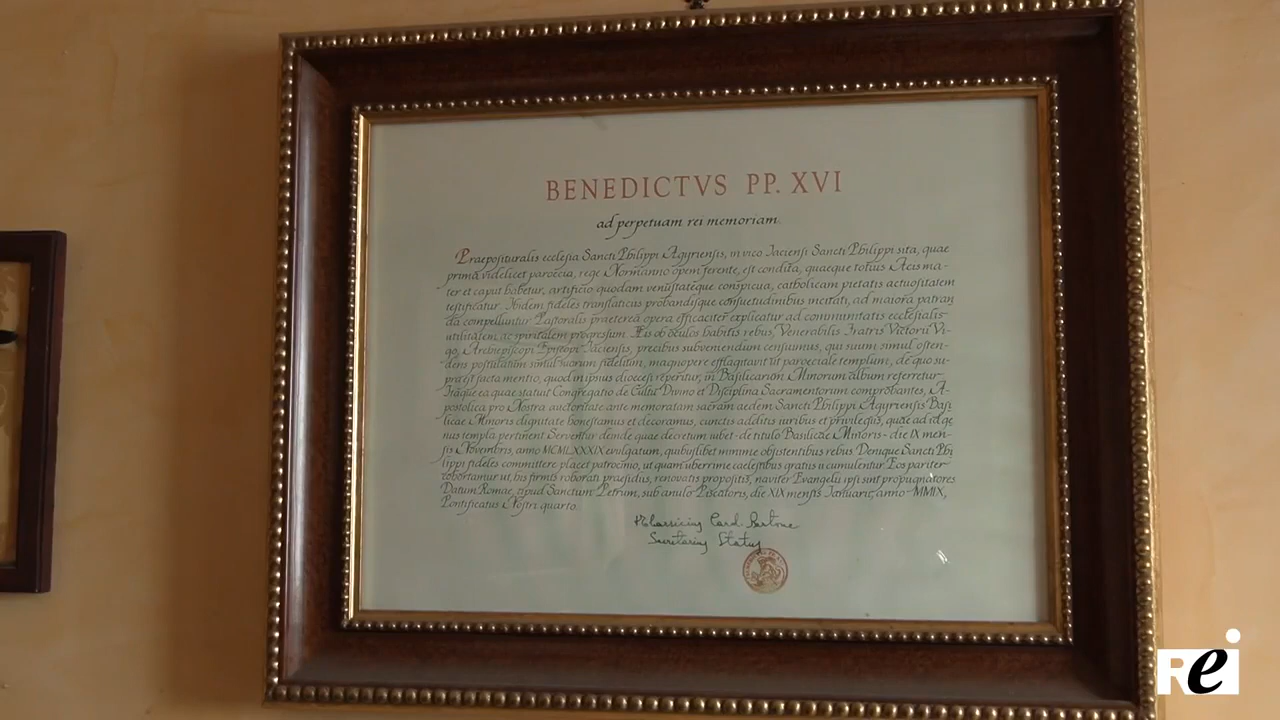 BENEDICTVS PP. XVI
ad perpetuam rei memoriam.
Praeposituralis ecclesia Sancti Philippi Agyriensis, in vico Jaciensi Sancti Philippi sita, quae
prima videlicet paroecia, rege Normanno opem ferente, est condita, quaeque totius Acis ma-
ter et caput habetur, artificio quodam venustateque conspicua, catholicam pietatis actuositatem
testificatur. Ibidem fideles translaticiis probandisque consuetudinibus incitati, ad maiora patran
da compelluntur. Pastoralis praeterea opera efficaciter explicatur ad communitatis ecclesialis
utilitatem ac spiritalem progressum. His ob oculos habitis rebus, Venerabilis Fratris Victorii Vi-
go, Archiepiscopi Episcopi Jaciensis, precibus subveniendum censuimus, qui suum simul osten-
dens postulatum simul suorum fidelium, magnopere efflagitant ut paroeciale templum, de quo su-
pra est facta mentio, quod in ipsius dioecesi reperitur, in Basilicarum Minorum album referretur.
Itaque ea quae statuit Congregatio de Cultu Divino et Disciplina Sacramentorum comprobantes, A-
postolica pro Nostra auctoritate ante memoratam sacram aedem Sancti Philippi Agyriensis Basi
licae Minoris dignitate honestamus et decoramus, cunctis additis iuribus et privilegiis, quae ad id ge
nus templa pertinent. Serventur deinde quae decretum iubet - de titulo Basilicae Minoris - die IX men-
sis Novembris, anno MCMLXXXIX evulgatum, quibuslibet minime obsistentibus rebus. Denique Sancti Phi
lippi fideles committere placet patrocinio, ut quam uberrime caelestibus gratiis ii cumulentur. Eos pariter
cohortamur ut, his firmis roborati praesidiis, renovatis propositis, naviter Evangelii ipsi sint propugnatores.
Datum Romae, apud Sanctum Petrum, sub anulo Piscatoris, die XIX mensis Januarii, anno MMIX,
Pontificatus Nostri quarto.
Card. Bertone
Secretarius Status
Rei